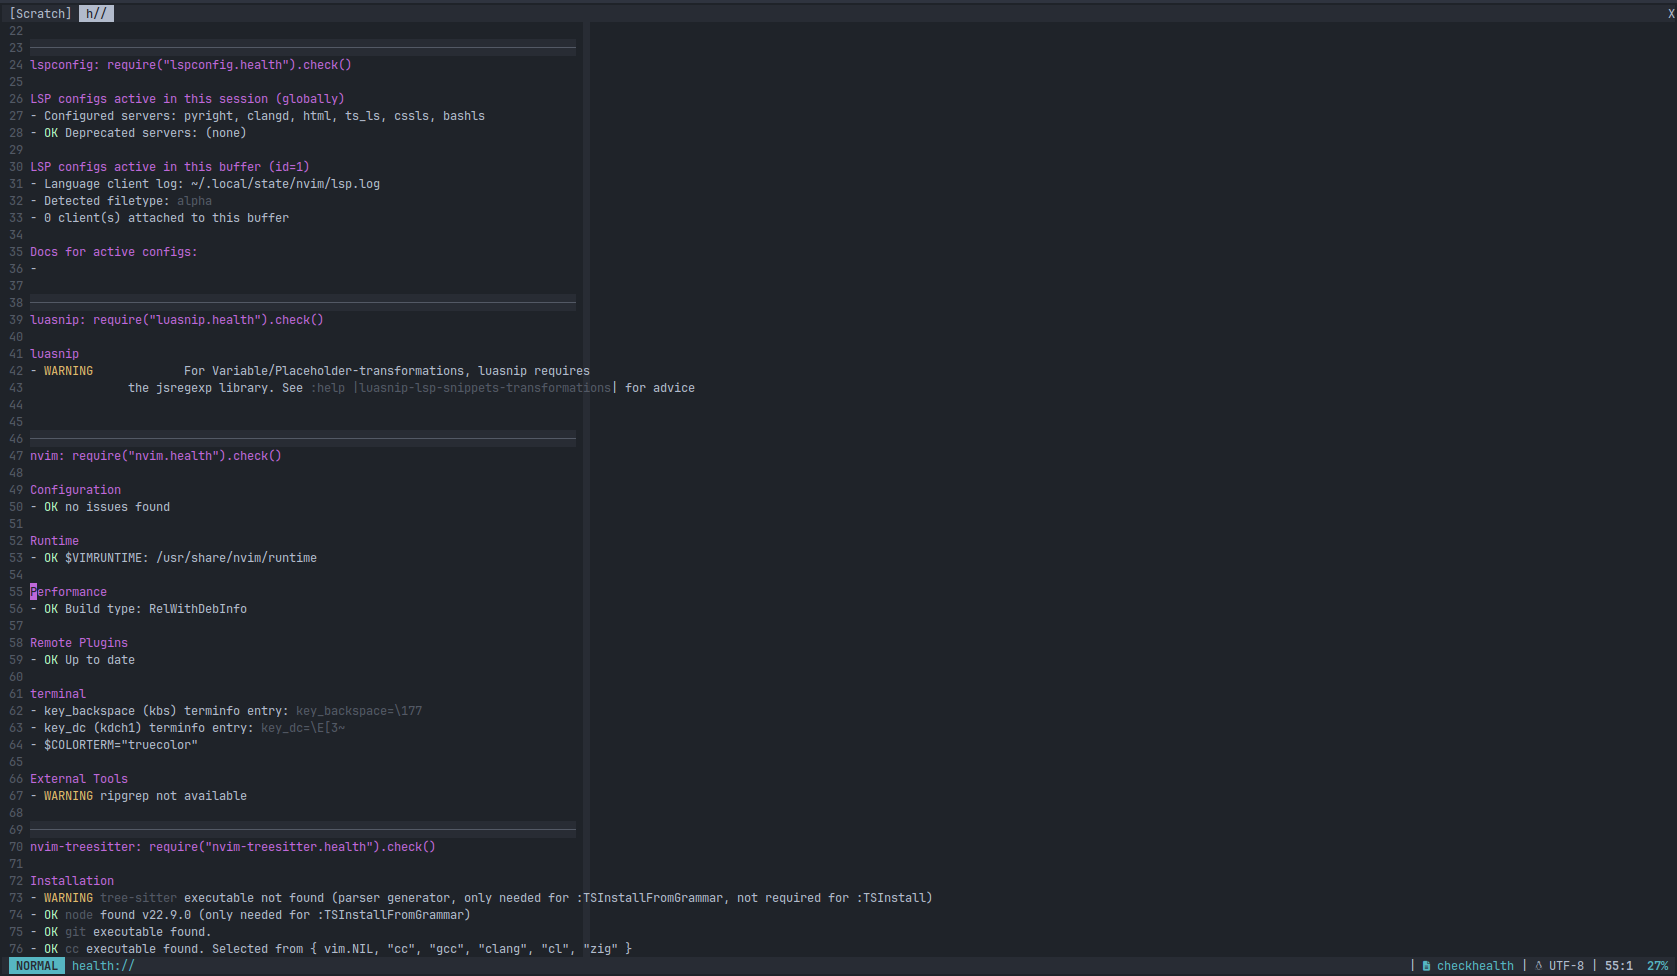 [Scratch] h// X
22
23
24 lspconfig: require("lspconfig.health").check()
25
26 LSP configs active in this session (globally)
27 - Configured servers: pyright, clangd, html, ts_ls, cssls, bashls
28 - OK Deprecated servers: (none)
29
30 LSP configs active in this buffer (id=1)
31 - Language client log: ~/.local/state/nvim/lsp.log
32 - Detected filetype: alpha
33 - 0 client(s) attached to this buffer
34
35 Docs for active configs:
36 -
37
38
39 luasnip: require("luasnip.health").check()
40
41 luasnip
42 - WARNING For Variable/Placeholder-transformations, luasnip requires
43 the jsregexp library. See :help |luasnip-lsp-snippets-transformations| for advice
44
45
46
47 nvim: require("nvim.health").check()
48
49 Configuration
50 - OK no issues found
51
52 Runtime
53 - OK $VIMRUNTIME: /usr/share/nvim/runtime
54
55 Performance
56 - OK Build type: RelWithDebInfo
57
58 Remote Plugins
59 - OK Up to date
60
61 terminal
62 - key_backspace (kbs) terminfo entry: key_backspace=\177
63 - key_dc (kdch1) terminfo entry: key_dc=\E[3~
64 - $COLORTERM="truecolor"
65
66 External Tools
67 - WARNING ripgrep not available
68
69
70 nvim-treesitter: require("nvim-treesitter.health").check()
71
72 Installation
73 - WARNING tree-sitter executable not found (parser generator, only needed for :TSInstallFromGrammar, not required for :TSInstall)
74 - OK node found v22.9.0 (only needed for :TSInstallFromGrammar)
75 - OK git executable found.
76 - OK cc executable found. Selected from { vim.NIL, "cc", "gcc", "clang", "cl", "zig" }
NORMAL health:// | checkhealth | UTF-8 | 55:1 27%